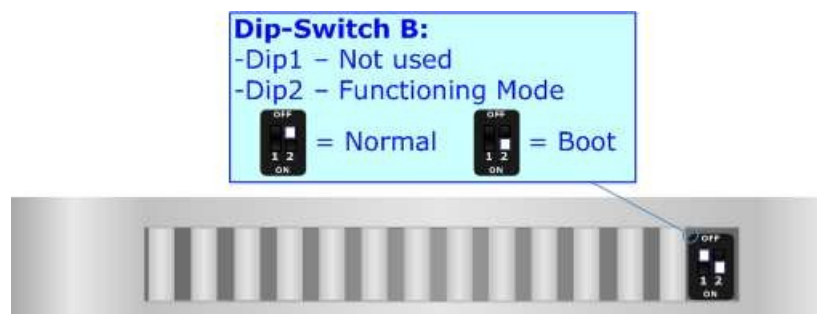 Dip-Switch B:
-Dip1 – Not used
-Dip2 – Functioning Mode
OFF
1 2
ON
= Normal
OFF
1 2
ON
= Boot
OFF
1 2
ON